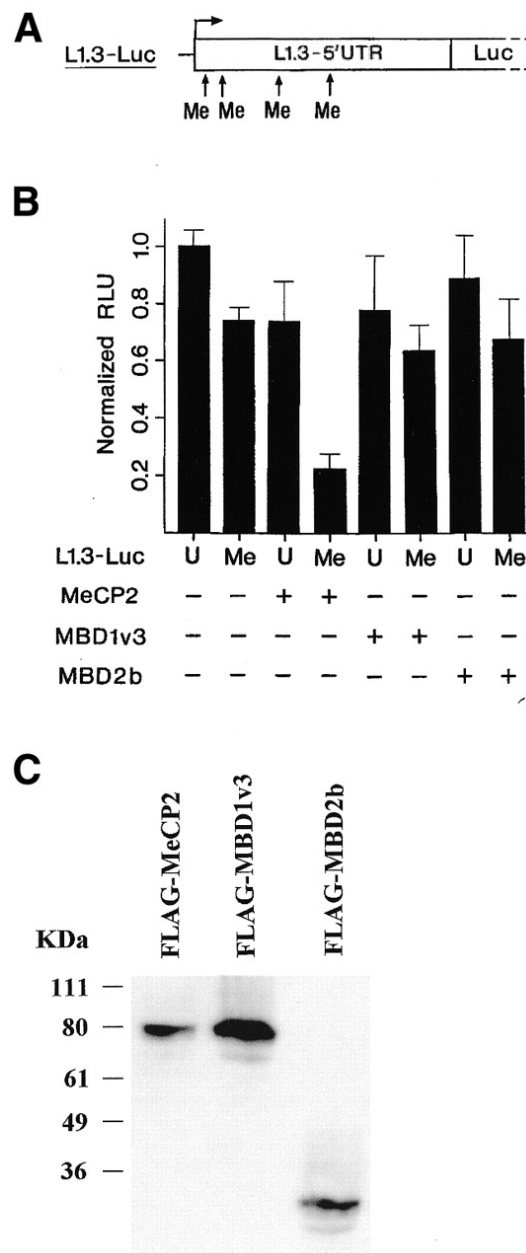 A
L1.3-Luc
L1.3-5'UTR
Luc
Me Me Me Me
B
Normalized RLU
1.0
0.8
0.6
0.4
0.2
L1.3-Luc U Me U Me U Me U Me
MeCP2 − − + + − − − −
MBD1v3 − − − − + + − −
MBD2b − − − − − − + +
C
FLAG-MeCP2
FLAG-MBD1v3
FLAG-MBD2b
KDa
111 −
80 −
61 −
49 −
36 −